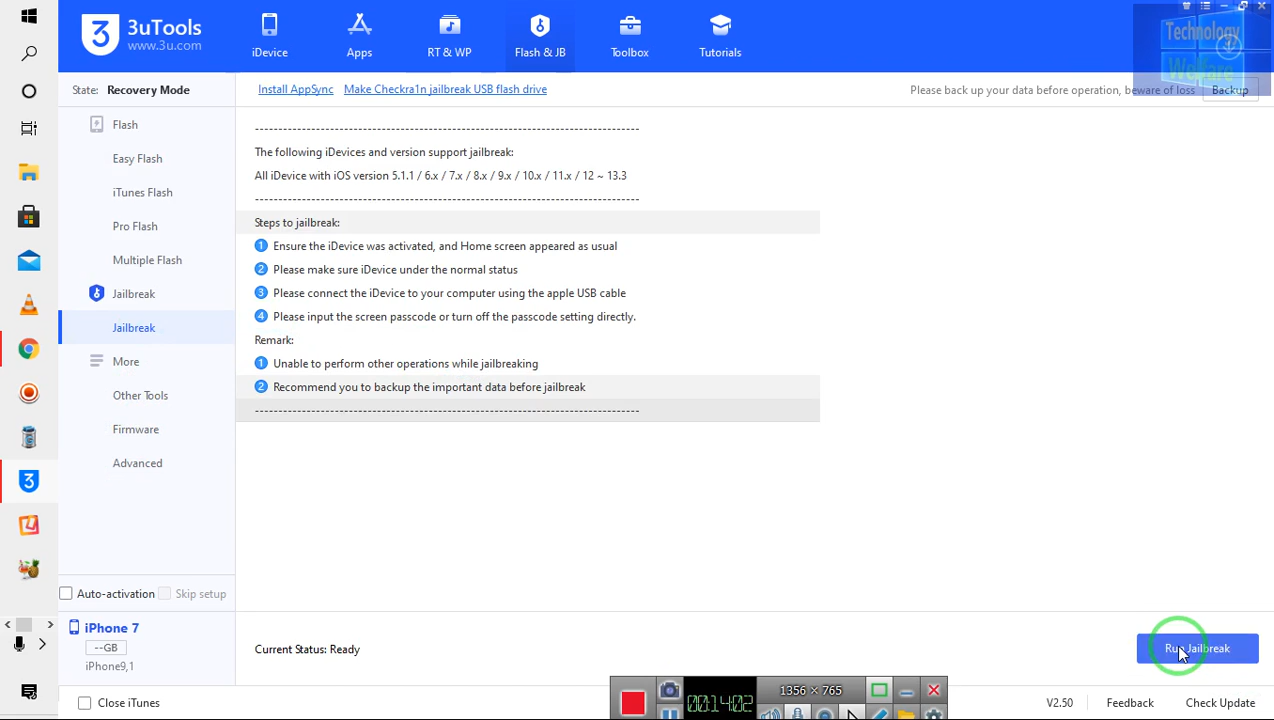 3uTools
www.3u.com
iDevice
Apps
RT & WP
Flash & JB
Toolbox
Tutorials
Technology
Welfare
State: Recovery Mode
Install AppSync
Make Checkra1n jailbreak USB flash drive
Please back up your data before operation, beware of loss
Backup
Flash
Easy Flash
iTunes Flash
Pro Flash
Multiple Flash
Jailbreak
Jailbreak
More
Other Tools
Firmware
Advanced
----------------------------------------------------------------------------------
The following iDevices and version support jailbreak:
All iDevice with iOS version 5.1.1 / 6.x / 7.x / 8.x / 9.x / 10.x / 11.x / 12 ~ 13.3
----------------------------------------------------------------------------------
Steps to jailbreak:
1 Ensure the iDevice was activated, and Home screen appeared as usual
2 Please make sure iDevice under the normal status
3 Please connect the iDevice to your computer using the apple USB cable
4 Please input the screen passcode or turn off the passcode setting directly.
Remark:
1 Unable to perform other operations while jailbreaking
2 Recommend you to backup the important data before jailbreak
----------------------------------------------------------------------------------
Auto-activation
Skip setup
iPhone 7
--GB
iPhone9,1
Current Status: Ready
Run Jailbreak
Close iTunes
00:14:02
1356 × 765
V2.50
Feedback
Check Update